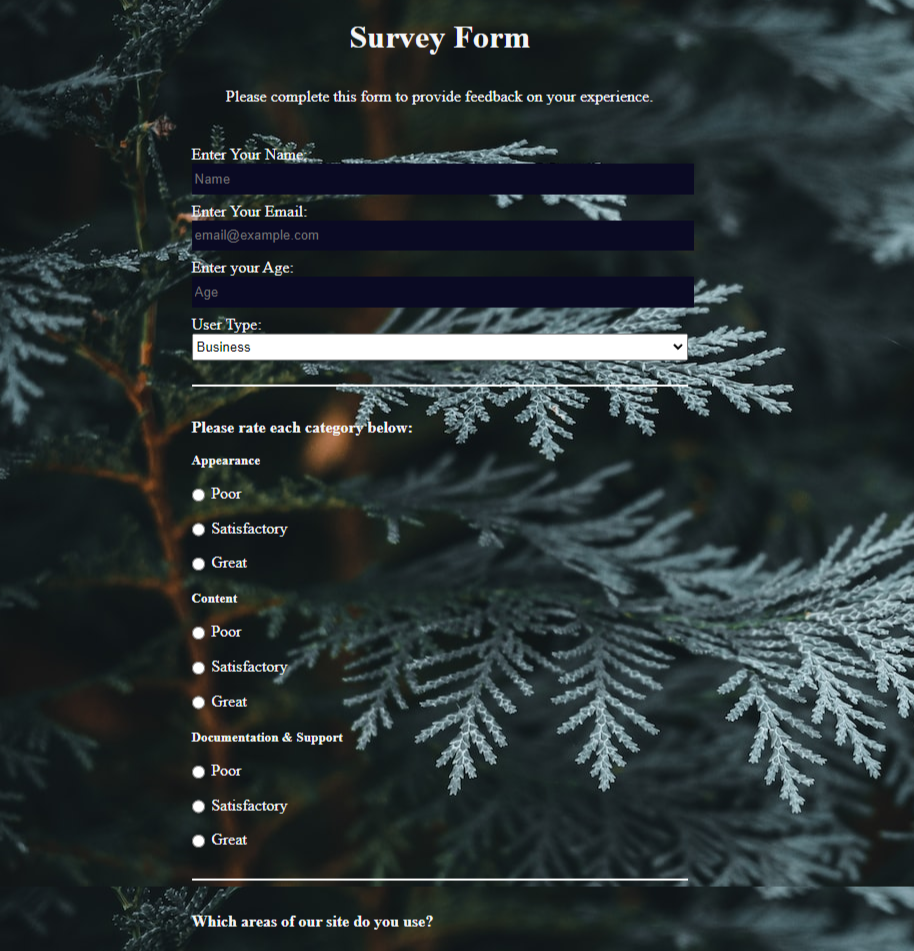 Survey Form
Please complete this form to provide feedback on your experience.
Enter Your Name:
Name
Enter Your Email:
email@example.com
Enter your Age:
Age
User Type:
Business
Please rate each category below:
Appearance
Poor
Satisfactory
Great
Content
Poor
Satisfactory
Great
Documentation & Support
Poor
Satisfactory
Great
Which areas of our site do you use?